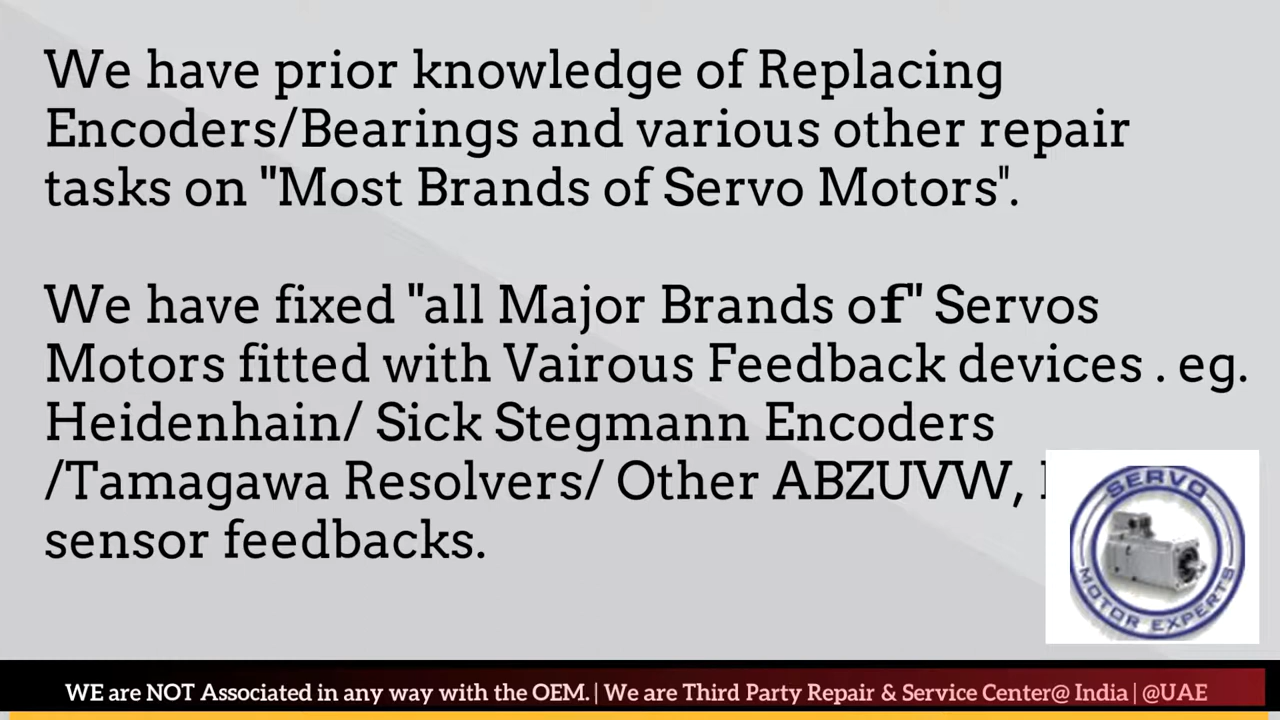 We have prior knowledge of Replacing
Encoders/Bearings and various other repair
tasks on "Most Brands of Servo Motors".
We have fixed "all Major Brands of" Servos
Motors fitted with Vairous Feedback devices . eg.
Heidenhain/ Sick Stegmann Encoders
/Tamagawa Resolvers/ Other ABZUVW,
sensor feedbacks.
SERVO
MOTOR EXPERTS
WE are NOT Associated in any way with the OEM. | We are Third Party Repair & Service Center@ India | @UAE